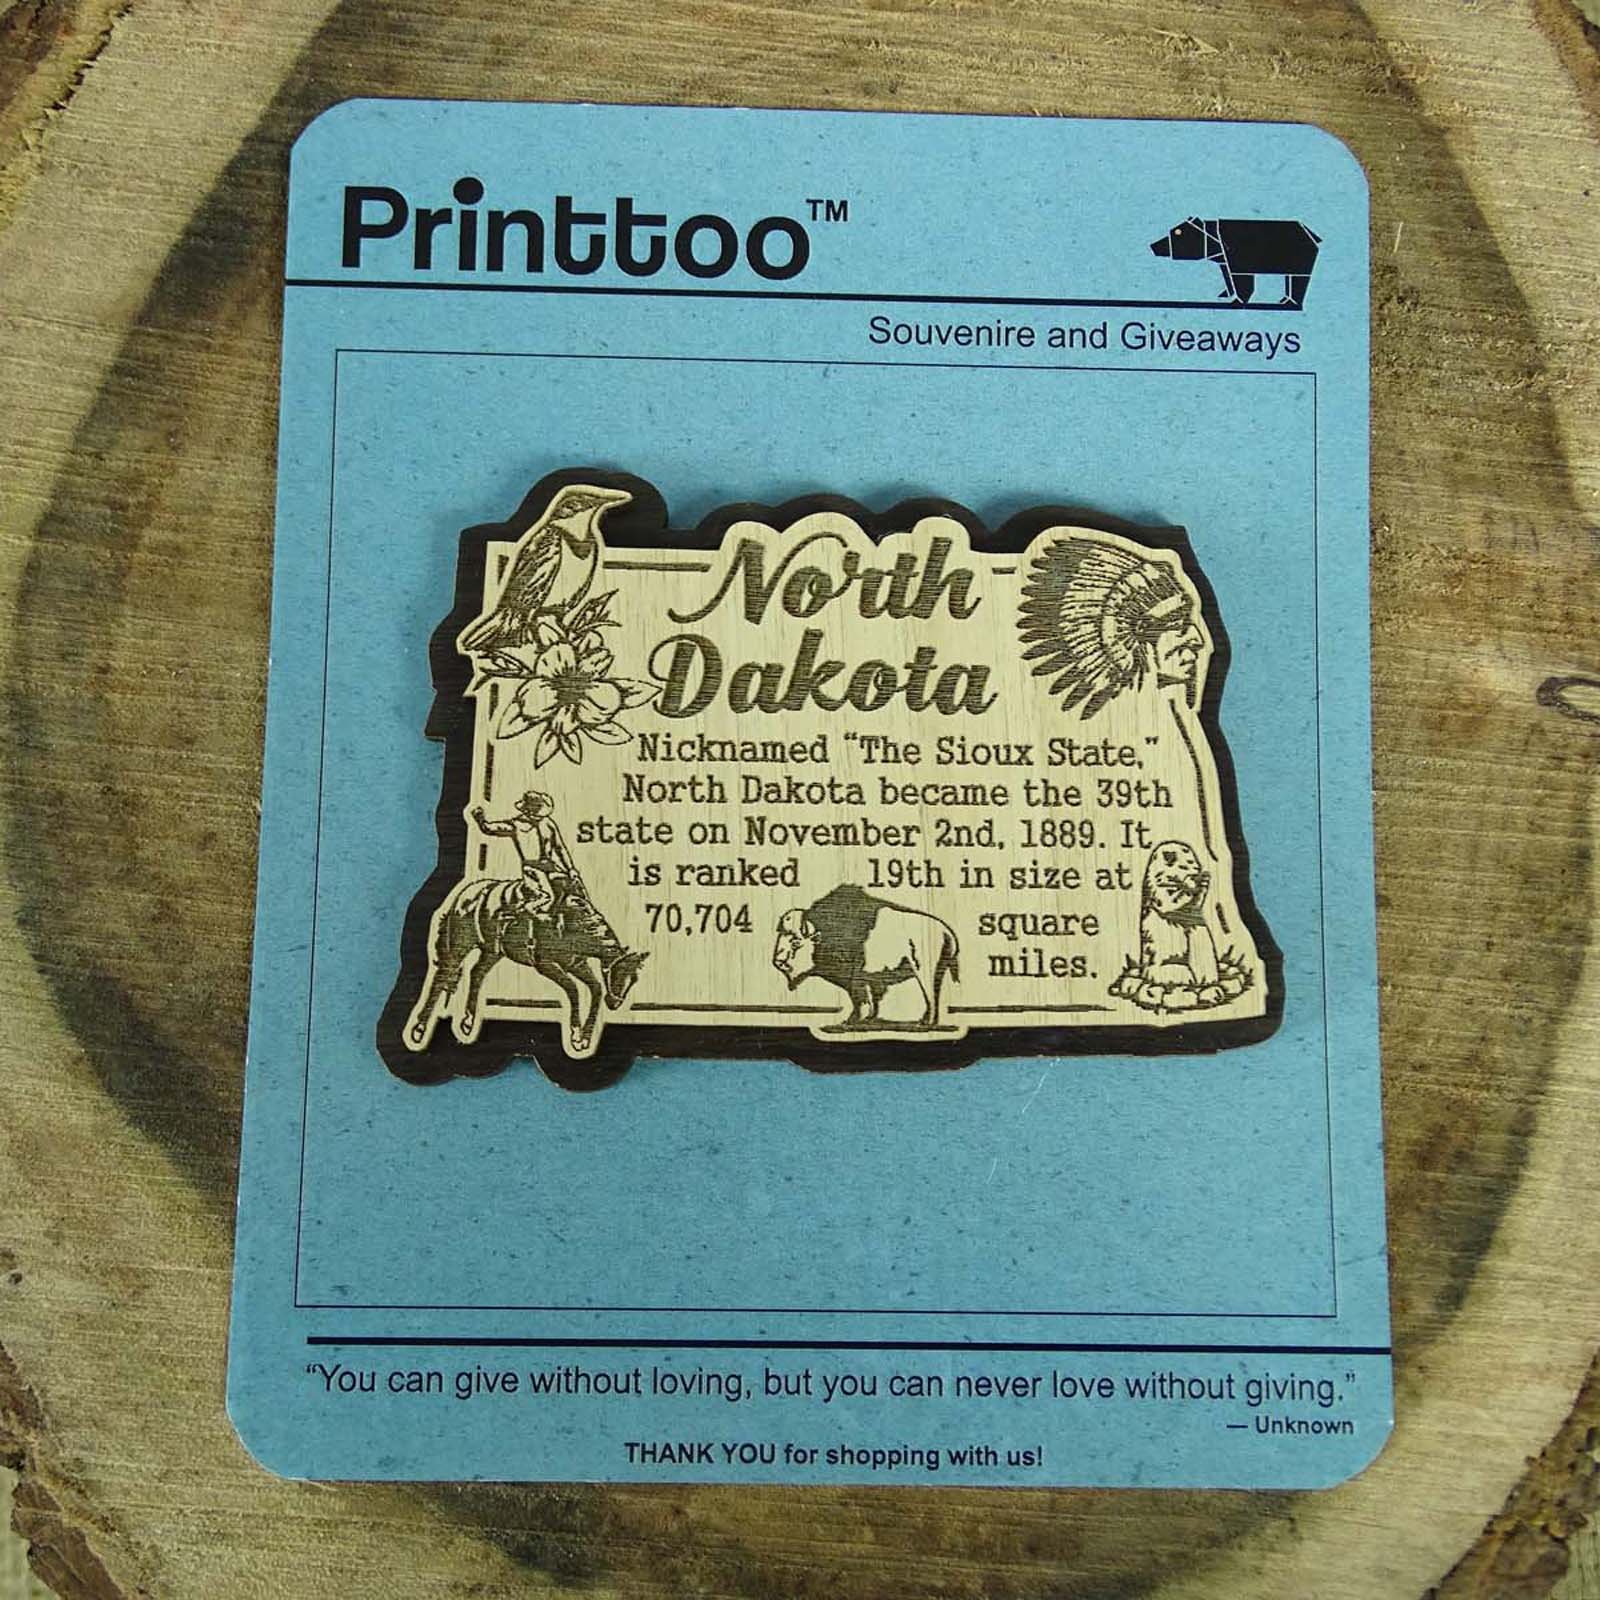 Printtoo™
Souvenire and Giveaways
North
Dakota
Nicknamed “The Sioux State,”
North Dakota became the 39th
state on November 2nd, 1889. It
is ranked 19th in size at
70,704 square
miles.
“You can give without loving, but you can never love without giving.”
— Unknown
THANK YOU for shopping with us!